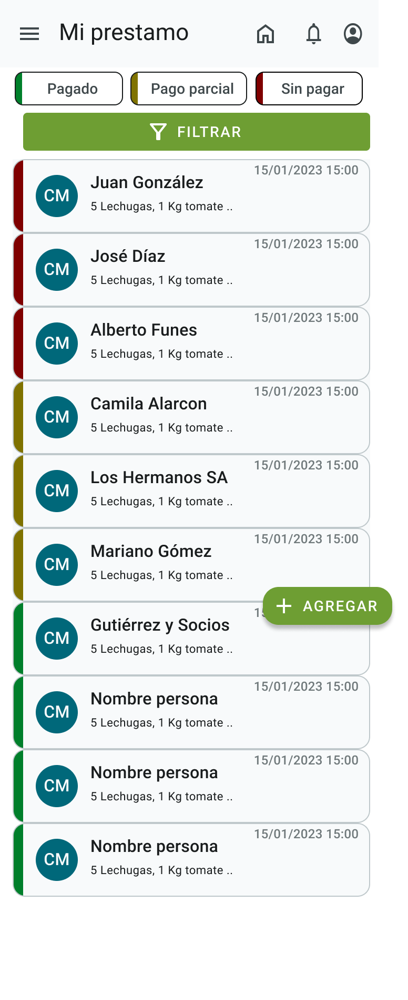 Mi prestamo
Pagado
Pago parcial
Sin pagar
FILTRAR
15/01/2023 15:00
Juan González
CM
5 Lechugas, 1 Kg tomate ..
15/01/2023 15:00
José Díaz
CM
5 Lechugas, 1 Kg tomate ..
15/01/2023 15:00
Alberto Funes
CM
5 Lechugas, 1 Kg tomate ..
15/01/2023 15:00
Camila Alarcon
CM
5 Lechugas, 1 Kg tomate ..
15/01/2023 15:00
Los Hermanos SA
CM
5 Lechugas, 1 Kg tomate ..
15/01/2023 15:00
Mariano Gómez
CM
5 Lechugas, 1 Kg tomate ..
AGREGAR
Gutiérrez y Socios
CM
5 Lechugas, 1 Kg tomate ..
15/01/2023 15:00
Nombre persona
CM
5 Lechugas, 1 Kg tomate ..
15/01/2023 15:00
Nombre persona
CM
5 Lechugas, 1 Kg tomate ..
15/01/2023 15:00
Nombre persona
CM
5 Lechugas, 1 Kg tomate ..